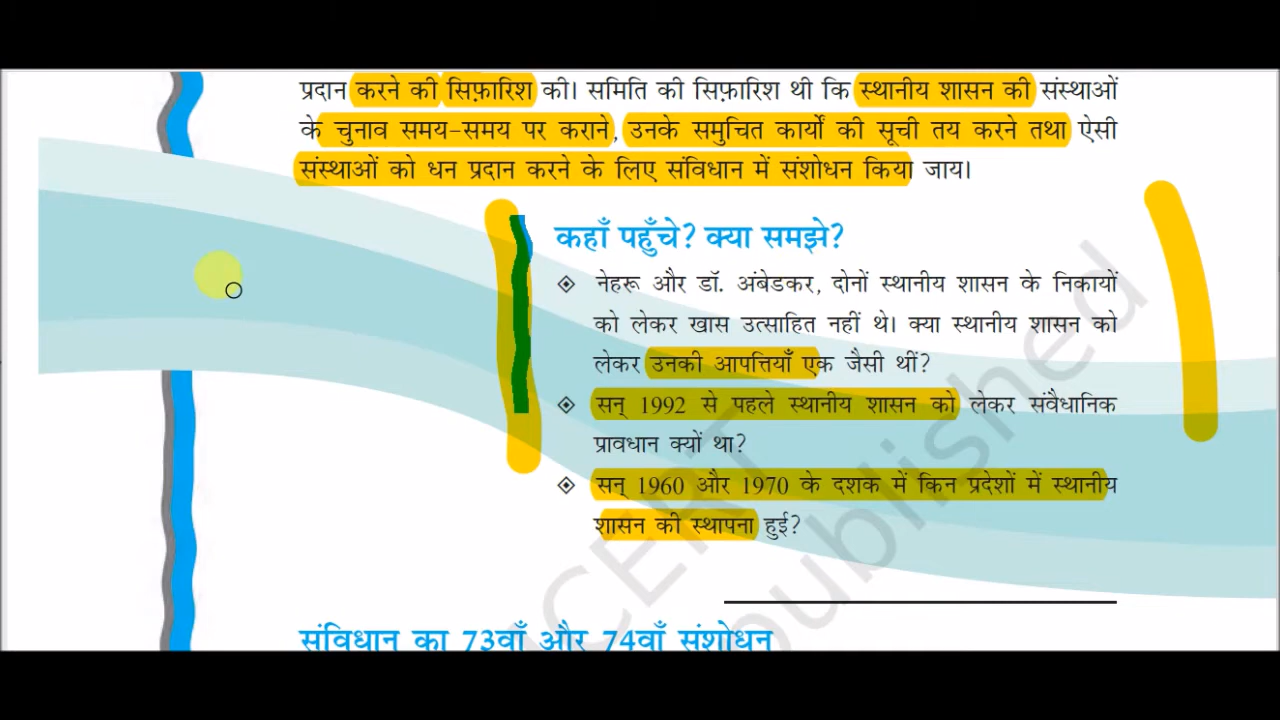 प्रदान करने की सिफ़ारिश की। समिति की सिफ़ारिश थी कि स्थानीय शासन की संस्थाओं
के चुनाव समय-समय पर कराने, उनके समुचित कार्यों की सूची तय करने तथा ऐसी
संस्थाओं को धन प्रदान करने के लिए संविधान में संशोधन किया जाय।
कहाँ पहुँचे? क्या समझे?
नेहरू और डॉ. अंबेडकर, दोनों स्थानीय शासन के निकायों
को लेकर खास उत्साहित नहीं थे। क्या स्थानीय शासन को
लेकर उनकी आपत्तियाँ एक जैसी थीं?
सन् 1992 से पहले स्थानीय शासन को लेकर संवैधानिक
प्रावधान क्यों था?
सन् 1960 और 1970 के दशक में किन प्रदेशों में स्थानीय
शासन की स्थापना हुई?
संविधान का 73वाँ और 74वाँ संशोधन
NCERT
published